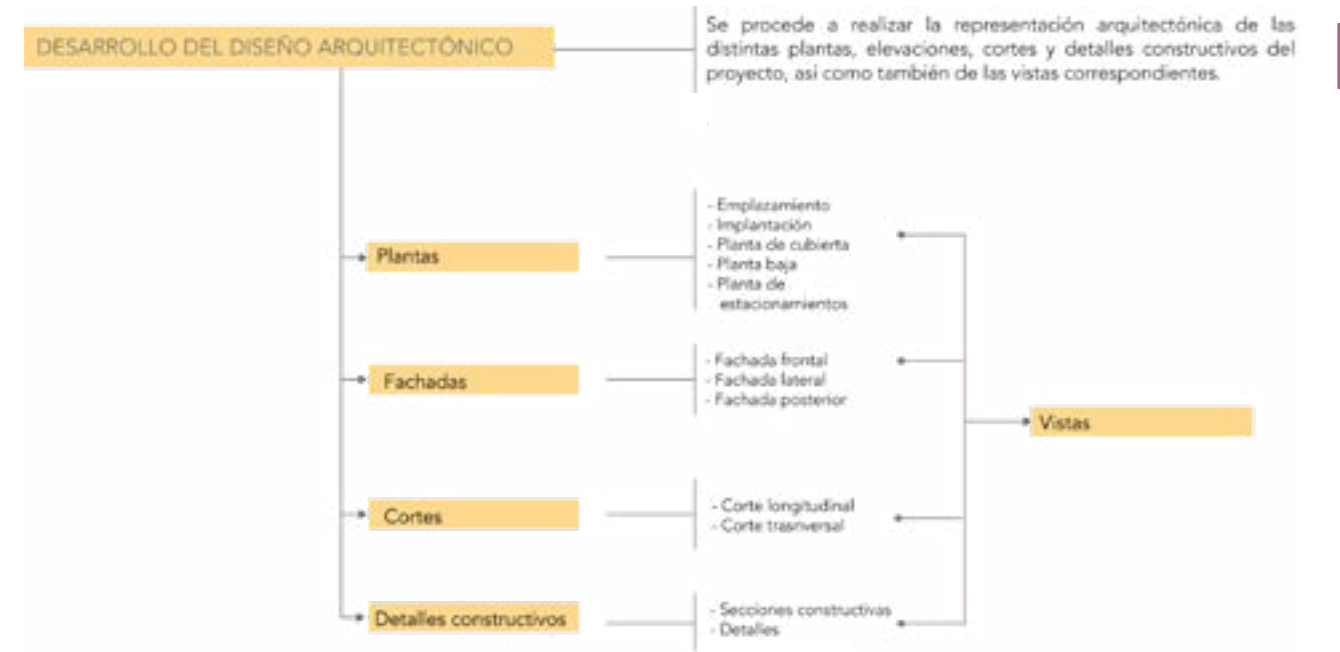 DESARROLLO DEL DISEÑO ARQUITECTÓNICO
Se procede a realizar la representación arquitectónica de las
distintas plantas, elevaciones, cortes y detalles constructivos del
proyecto, así como también de las vistas correspondientes.
Plantas
- Emplazamiento
- Implantación
- Planta de cubierta
- Planta baja
- Planta de
estacionamientos
Fachadas
- Fachada frontal
- Fachada lateral
- Fachada posterior
Vistas
Cortes
- Corte longitudinal
- Corte trasnversal
Detalles constructivos
- Secciones constructivas
- Detalles